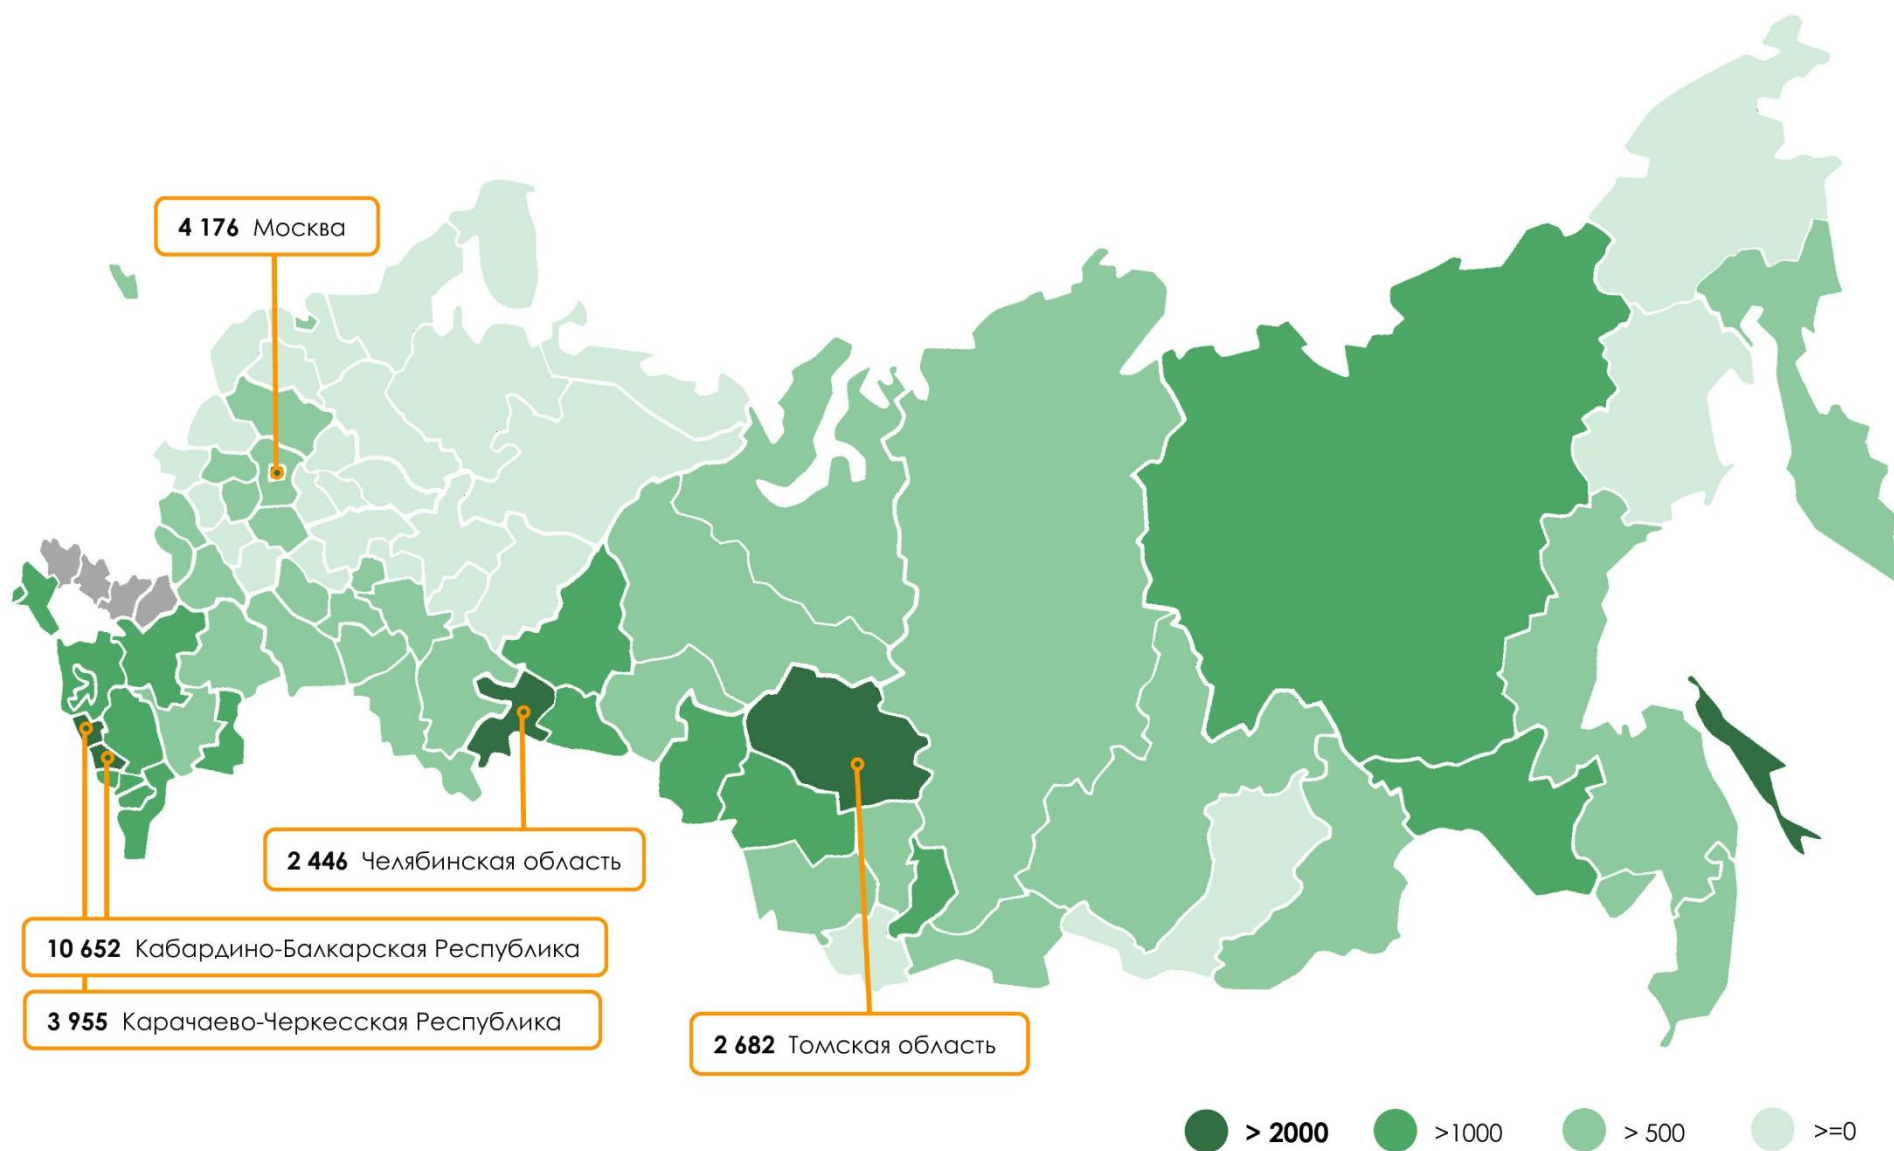 4 176 Москва
2 446 Челябинская область
10 652 Кабардино-Балкарская Республика
3 955 Карачаево-Черкесская Республика
2 682 Томская область
> 2000 >1000 > 500 >=0